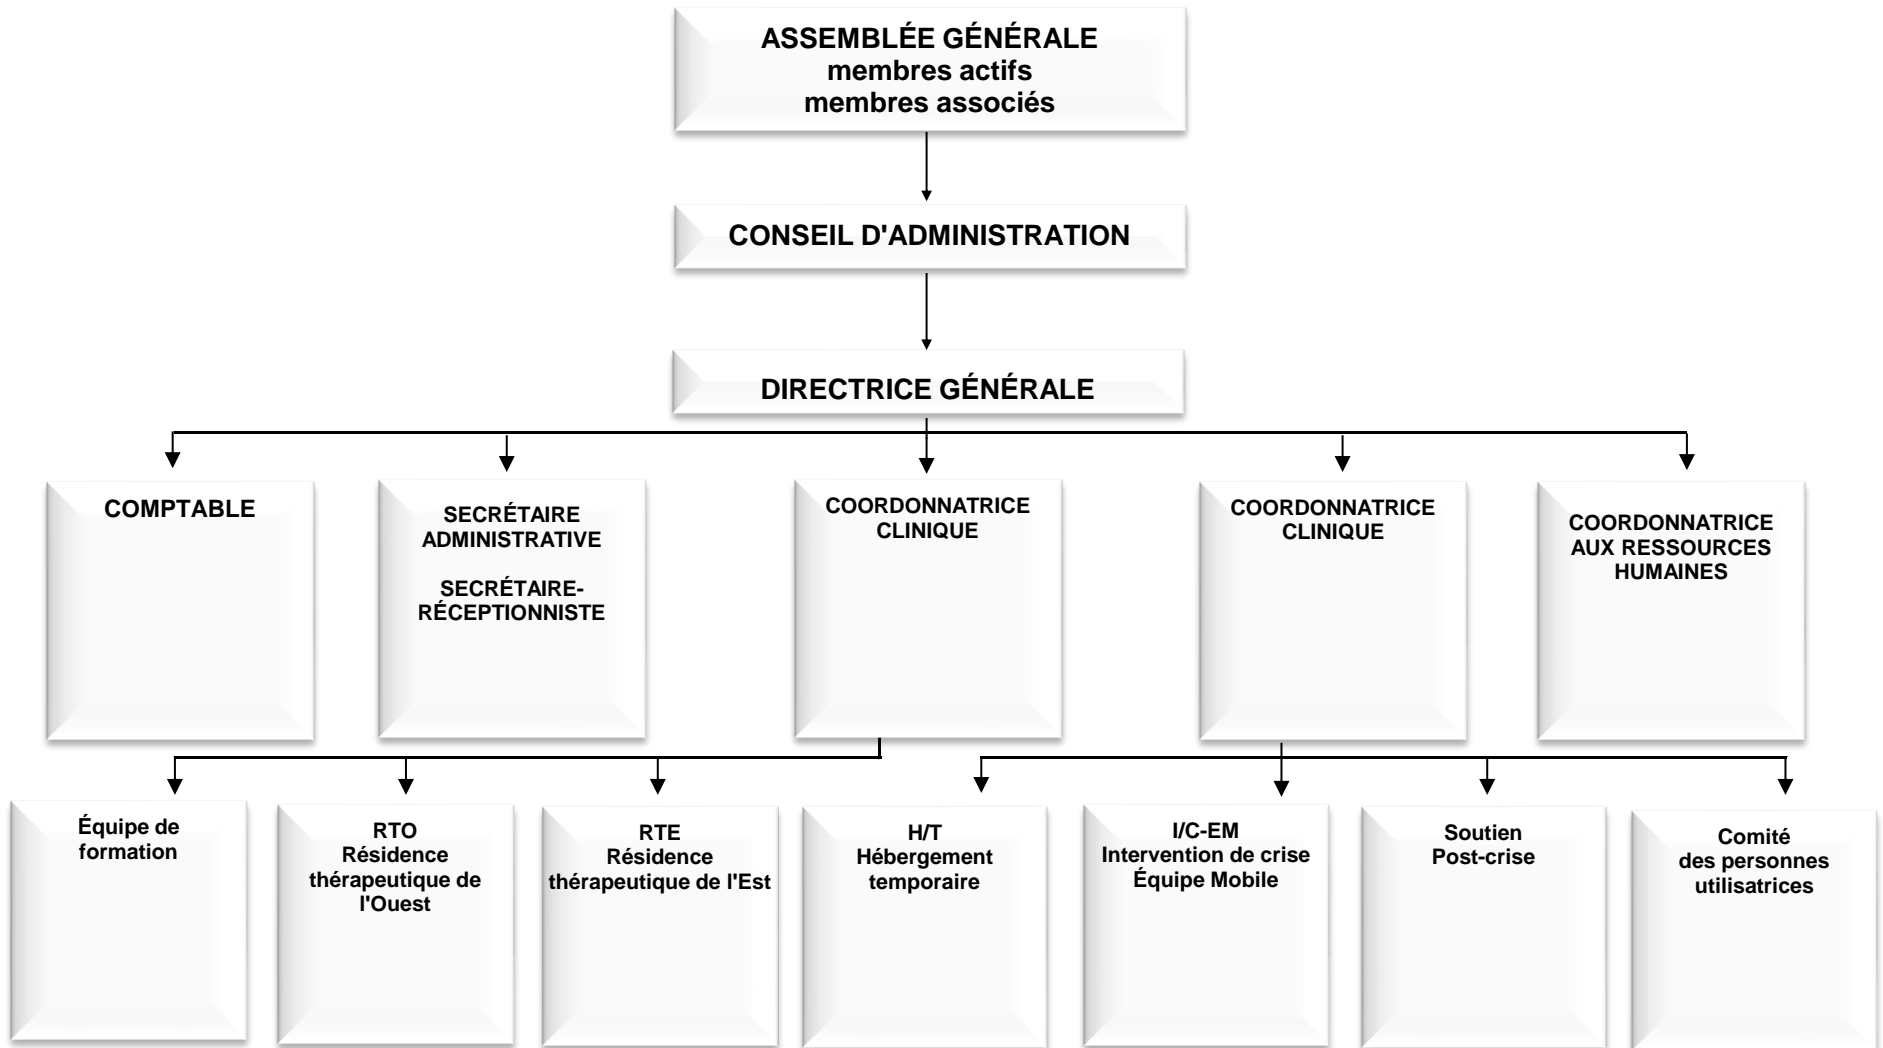 ASSEMBLÉE GÉNÉRALE
membres actifs
membres associés
CONSEIL D'ADMINISTRATION
DIRECTRICE GÉNÉRALE
COMPTABLE
SECRÉTAIRE
ADMINISTRATIVE
SECRÉTAIRE-
RÉCEPTIONNISTE
COORDONNATRICE
CLINIQUE
COORDONNATRICE
CLINIQUE
COORDONNATRICE
AUX RESSOURCES
HUMAINES
Équipe de
formation
RTO
Résidence
thérapeutique de
l'Ouest
RTE
Résidence
thérapeutique de l'Est
H/T
Hébergement
temporaire
I/C-EM
Intervention de crise
Équipe Mobile
Soutien
Post-crise
Comité
des personnes
utilisatrices